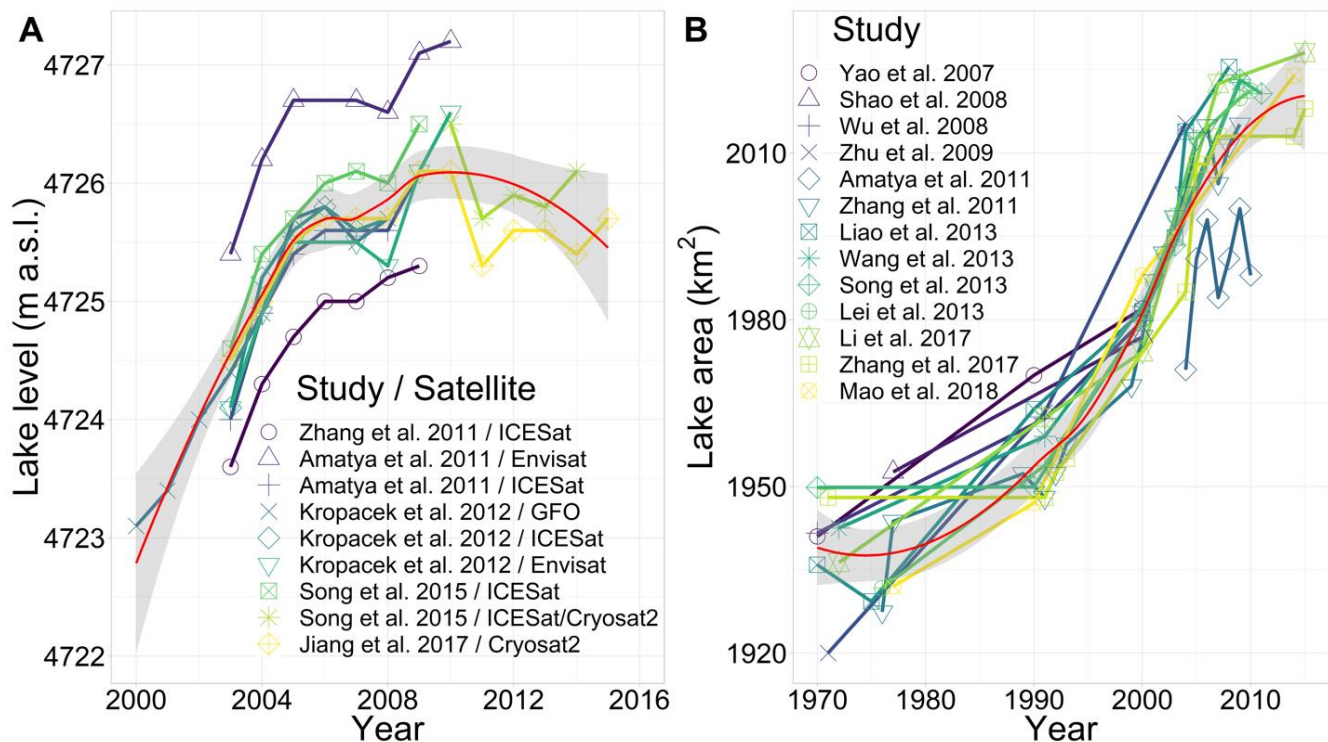 A
Lake level (m a.s.l.)
4727
4726
4725
4724
4723
4722
2000
2004
2008
2012
2016
Year
Study / Satellite
Zhang et al. 2011 / ICESat
Amatya et al. 2011 / Envisat
Amatya et al. 2011 / ICESat
Kropacek et al. 2012 / GFO
Kropacek et al. 2012 / ICESat
Kropacek et al. 2012 / Envisat
Song et al. 2015 / ICESat
Song et al. 2015 / ICESat/Cryosat2
Jiang et al. 2017 / Cryosat2
B
Lake area (km²)
2010
1980
1950
1920
1970
1980
1990
2000
2010
Year
Study
Yao et al. 2007
Shao et al. 2008
Wu et al. 2008
Zhu et al. 2009
Amatya et al. 2011
Zhang et al. 2011
Liao et al. 2013
Wang et al. 2013
Song et al. 2013
Lei et al. 2013
Li et al. 2017
Zhang et al. 2017
Mao et al. 2018